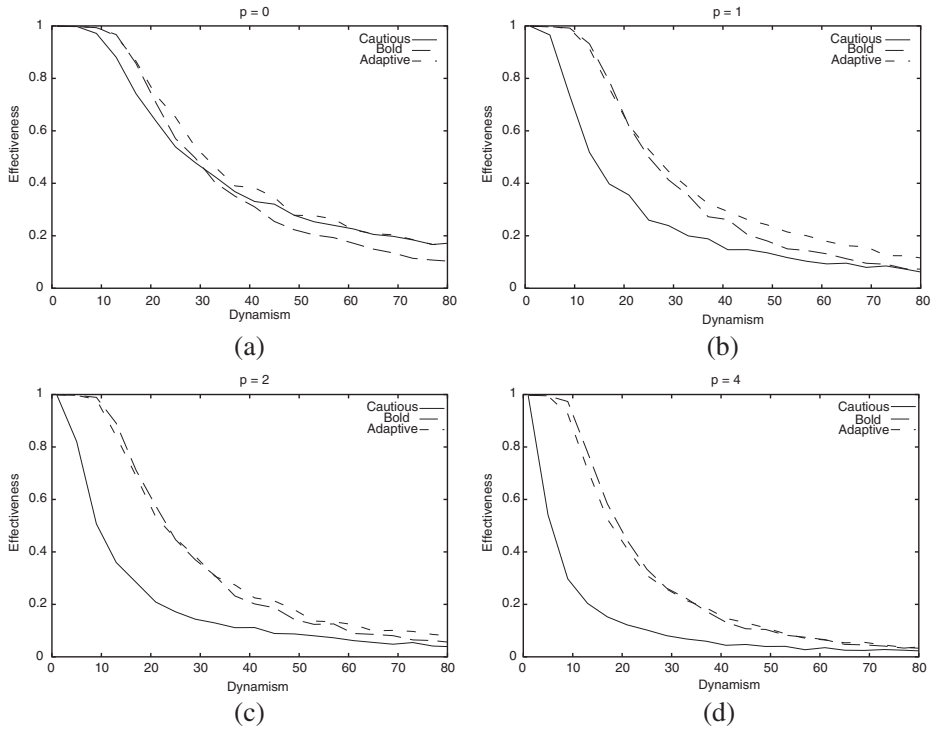 p = 0
Effectiveness
1
0.8
0.6
0.4
0.2
0
Cautious
Bold
Adaptive
0 10 20 30 40 50 60 70 80
Dynamism
(a)
p = 1
Effectiveness
1
0.8
0.6
0.4
0.2
0
Cautious
Bold
Adaptive
0 10 20 30 40 50 60 70 80
Dynamism
(b)
p = 2
Effectiveness
1
0.8
0.6
0.4
0.2
0
Cautious
Bold
Adaptive
0 10 20 30 40 50 60 70 80
Dynamism
(c)
p = 4
Effectiveness
1
0.8
0.6
0.4
0.2
0
Cautious
Bold
Adaptive
0 10 20 30 40 50 60 70 80
Dynamism
(d)